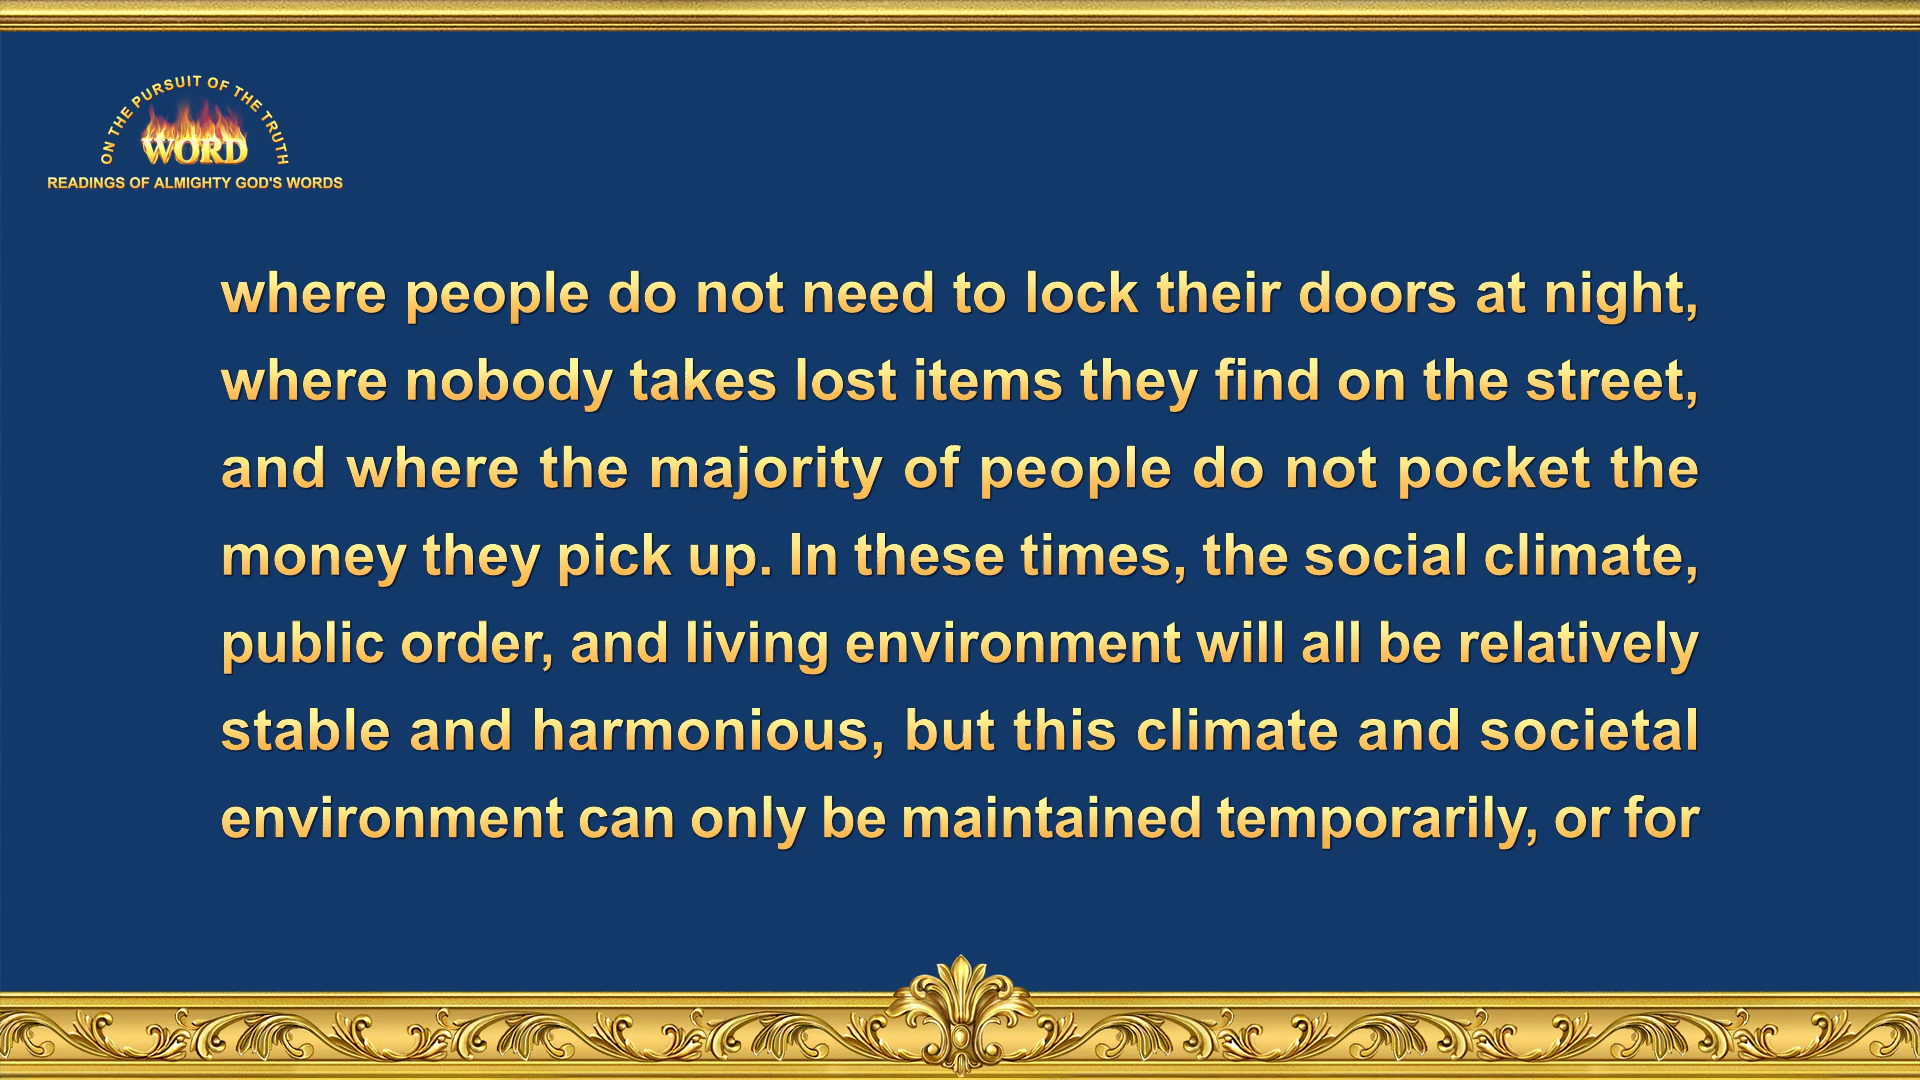 ON THE PURSUIT OF THE TRUTH
WORD
READINGS OF ALMIGHTY GOD'S WORDS
where people do not need to lock their doors at night,
where nobody takes lost items they find on the street,
and where the majority of people do not pocket the
money they pick up. In these times, the social climate,
public order, and living environment will all be relatively
stable and harmonious, but this climate and societal
environment can only be maintained temporarily, or for